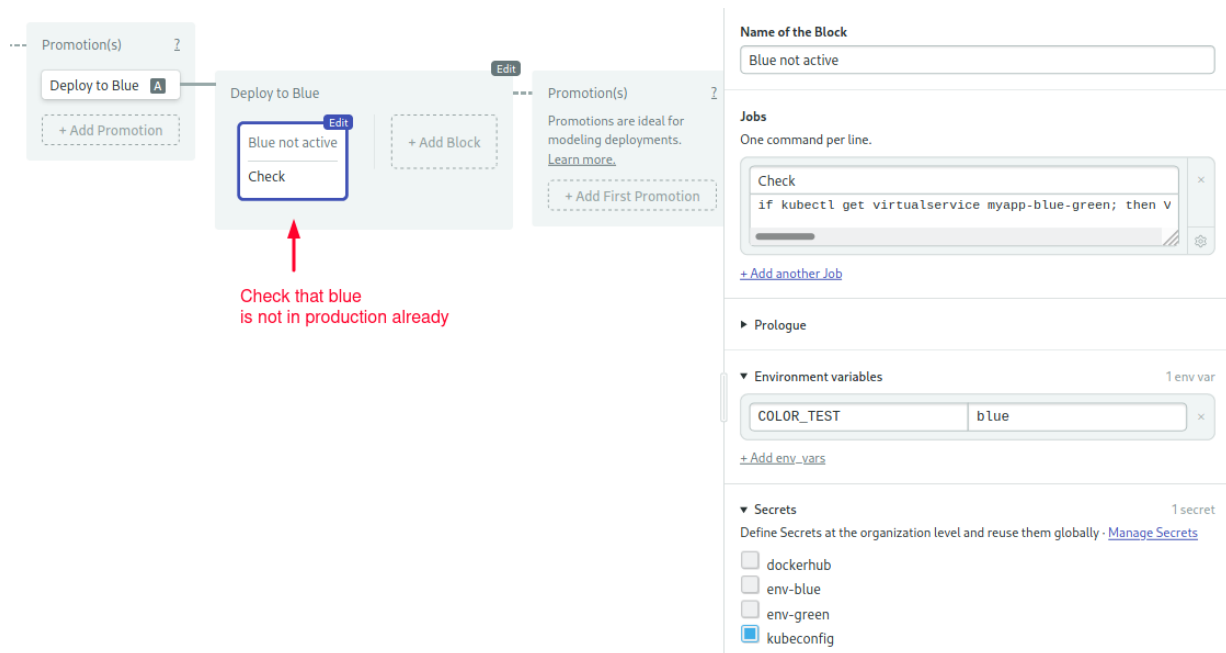 Promotion(s) ?
Deploy to Blue A
+ Add Promotion
Edit
Deploy to Blue
Edit
Blue not active
Check
+ Add Block
Promotion(s) ?
Promotions are ideal for
modeling deployments.
Learn more.
+ Add First Promotion
Check that blue
is not in production already
Name of the Block
Blue not active
Jobs
One command per line.
Check
if kubectl get virtualservice myapp-blue-green; then V
+ Add another Job
Prologue
Environment variables 1 env var
COLOR_TEST blue
+ Add env_vars
Secrets 1 secret
Define Secrets at the organization level and reuse them globally · Manage Secrets
dockerhub
env-blue
env-green
kubeconfig